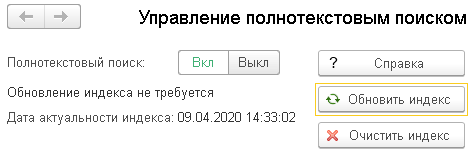 Управление полнотекстовым поиском
Полнотекстовый поиск: Вкл Выкл ? Справка
Обновление индекса не требуется
Обновить индекс
Дата актуальности индекса: 09.04.2020 14:33:02
Очистить индекс